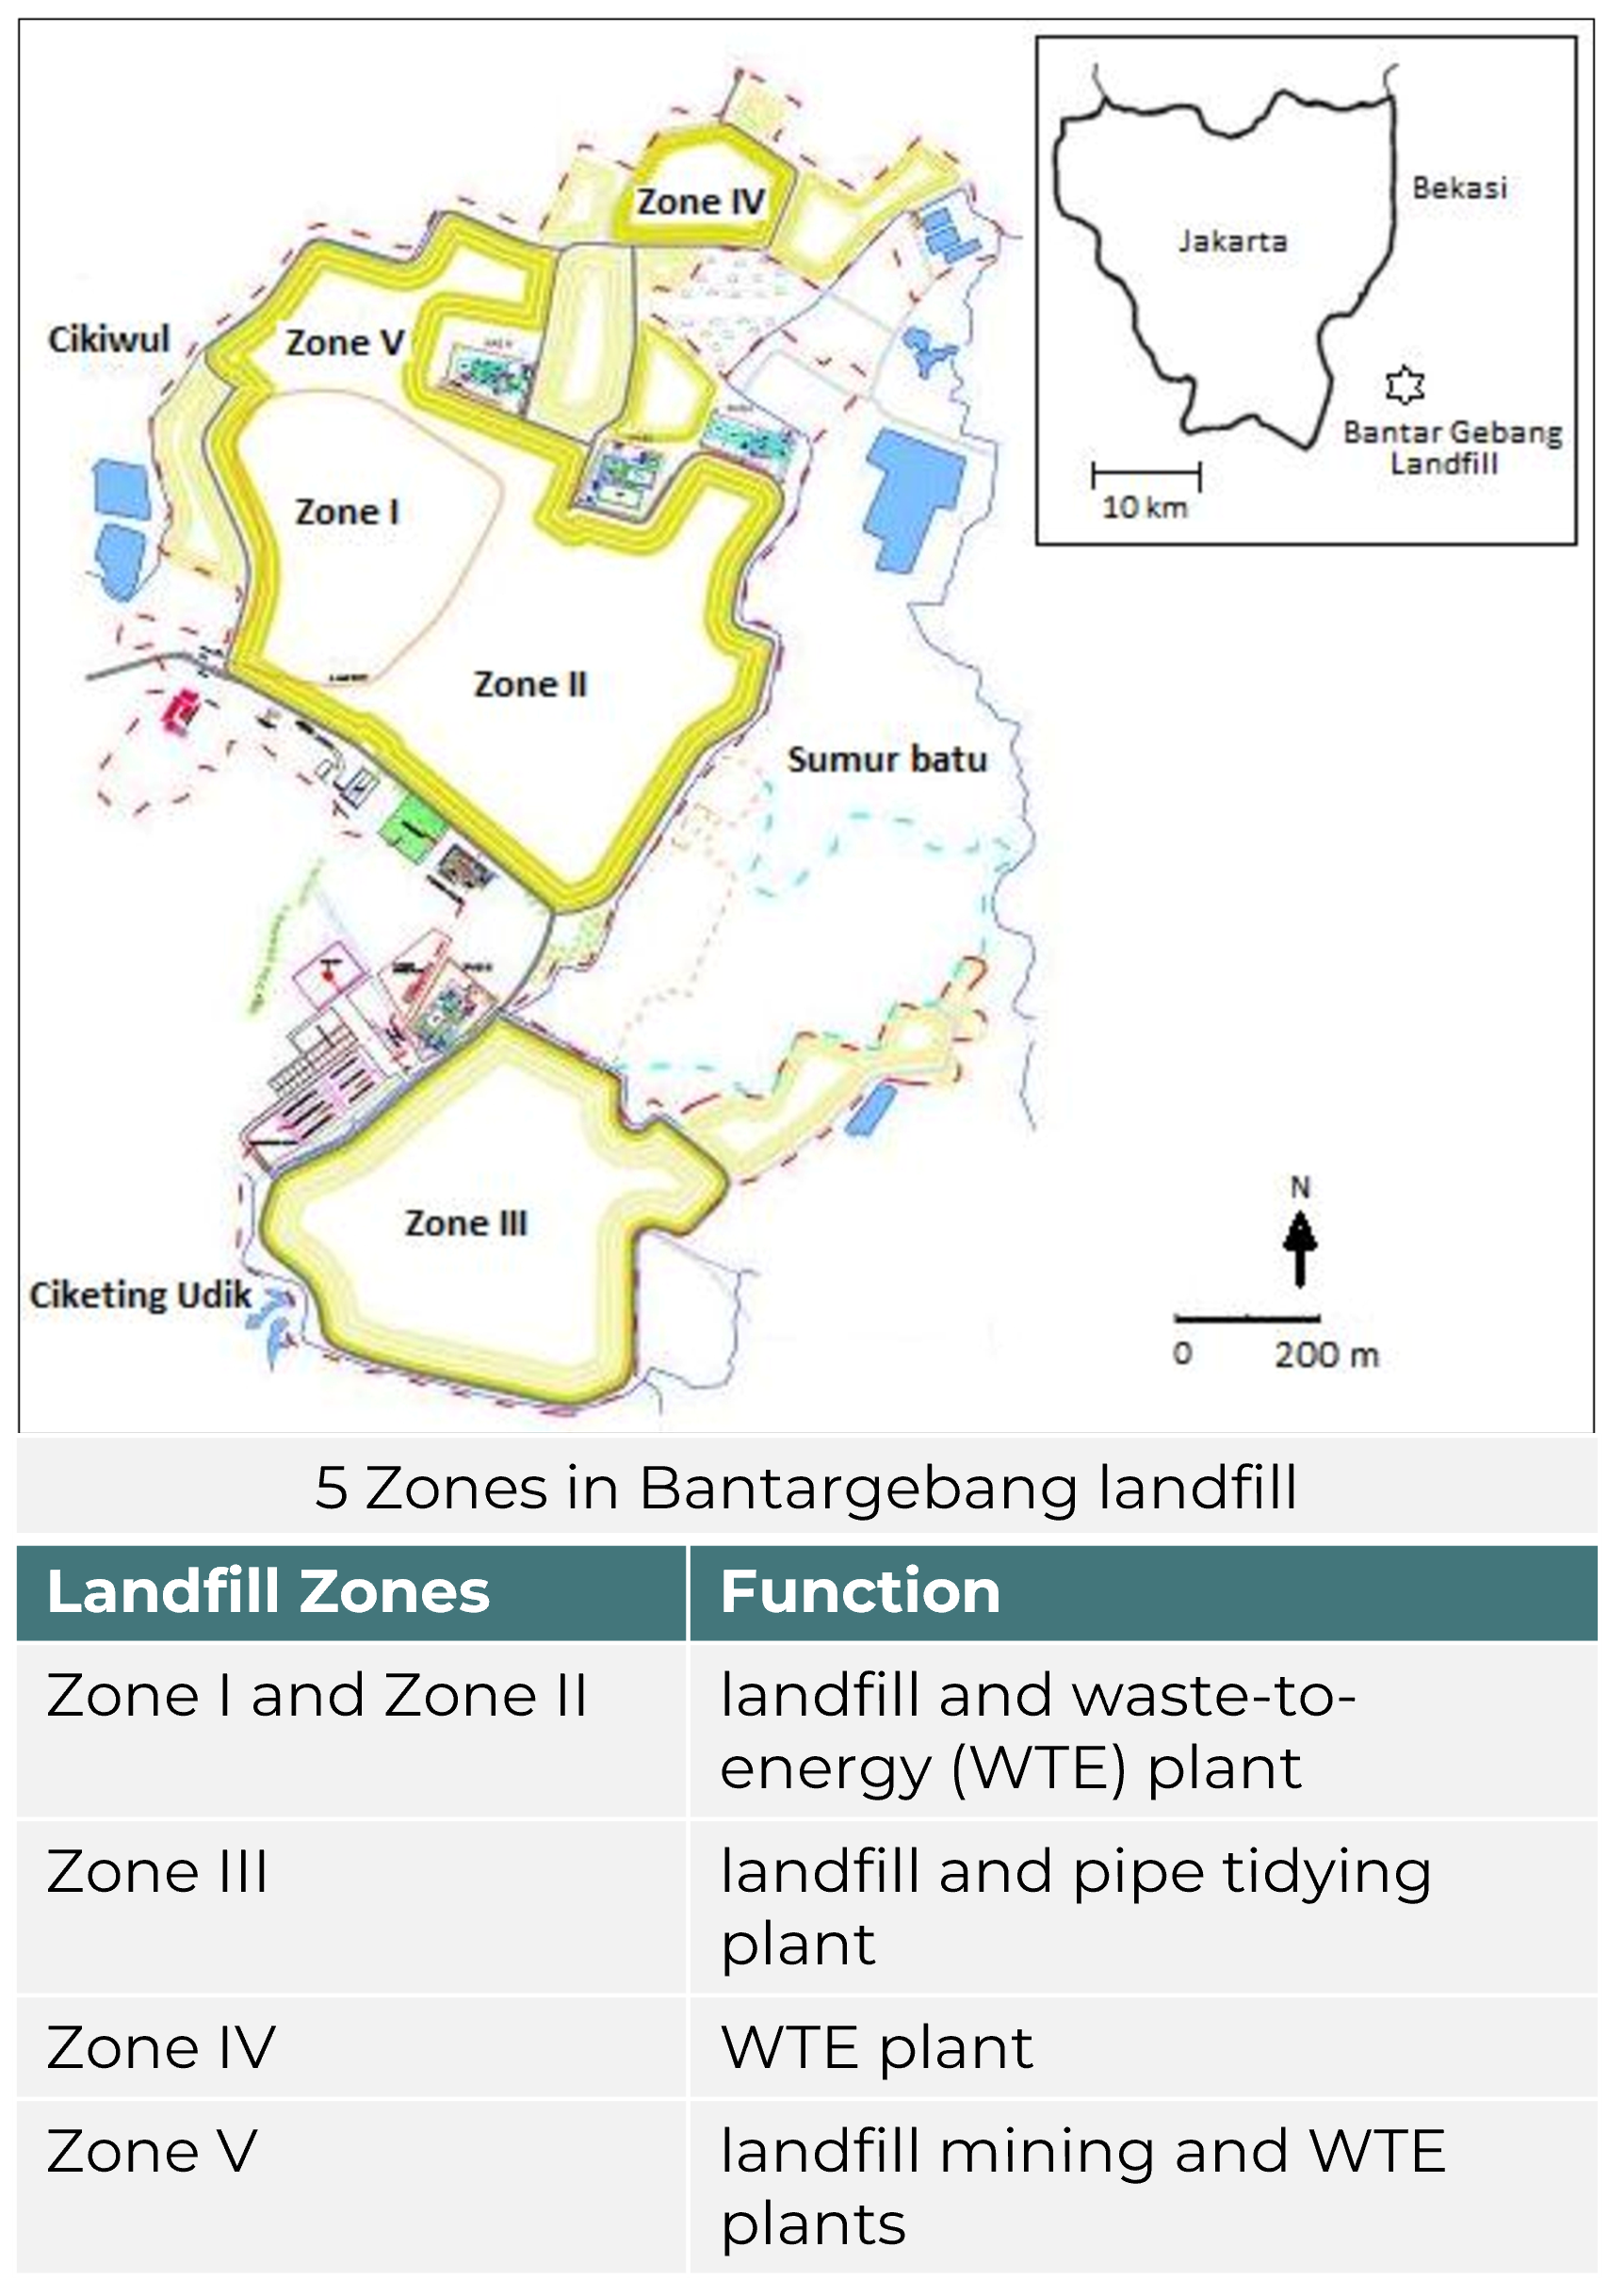 Zone IV
Cikiwul
Zone V
Zone I
Zone II
Sumur batu
Zone III
Ciketing Udik
Jakarta
Bekasi
Bantar Gebang
Landfill
10 km
N
0 200 m
5 Zones in Bantargebang landfill
Landfill Zones Function
Zone I and Zone II landfill and waste-to-
energy (WTE) plant
Zone III landfill and pipe tidying
plant
Zone IV WTE plant
Zone V landfill mining and WTE
plants